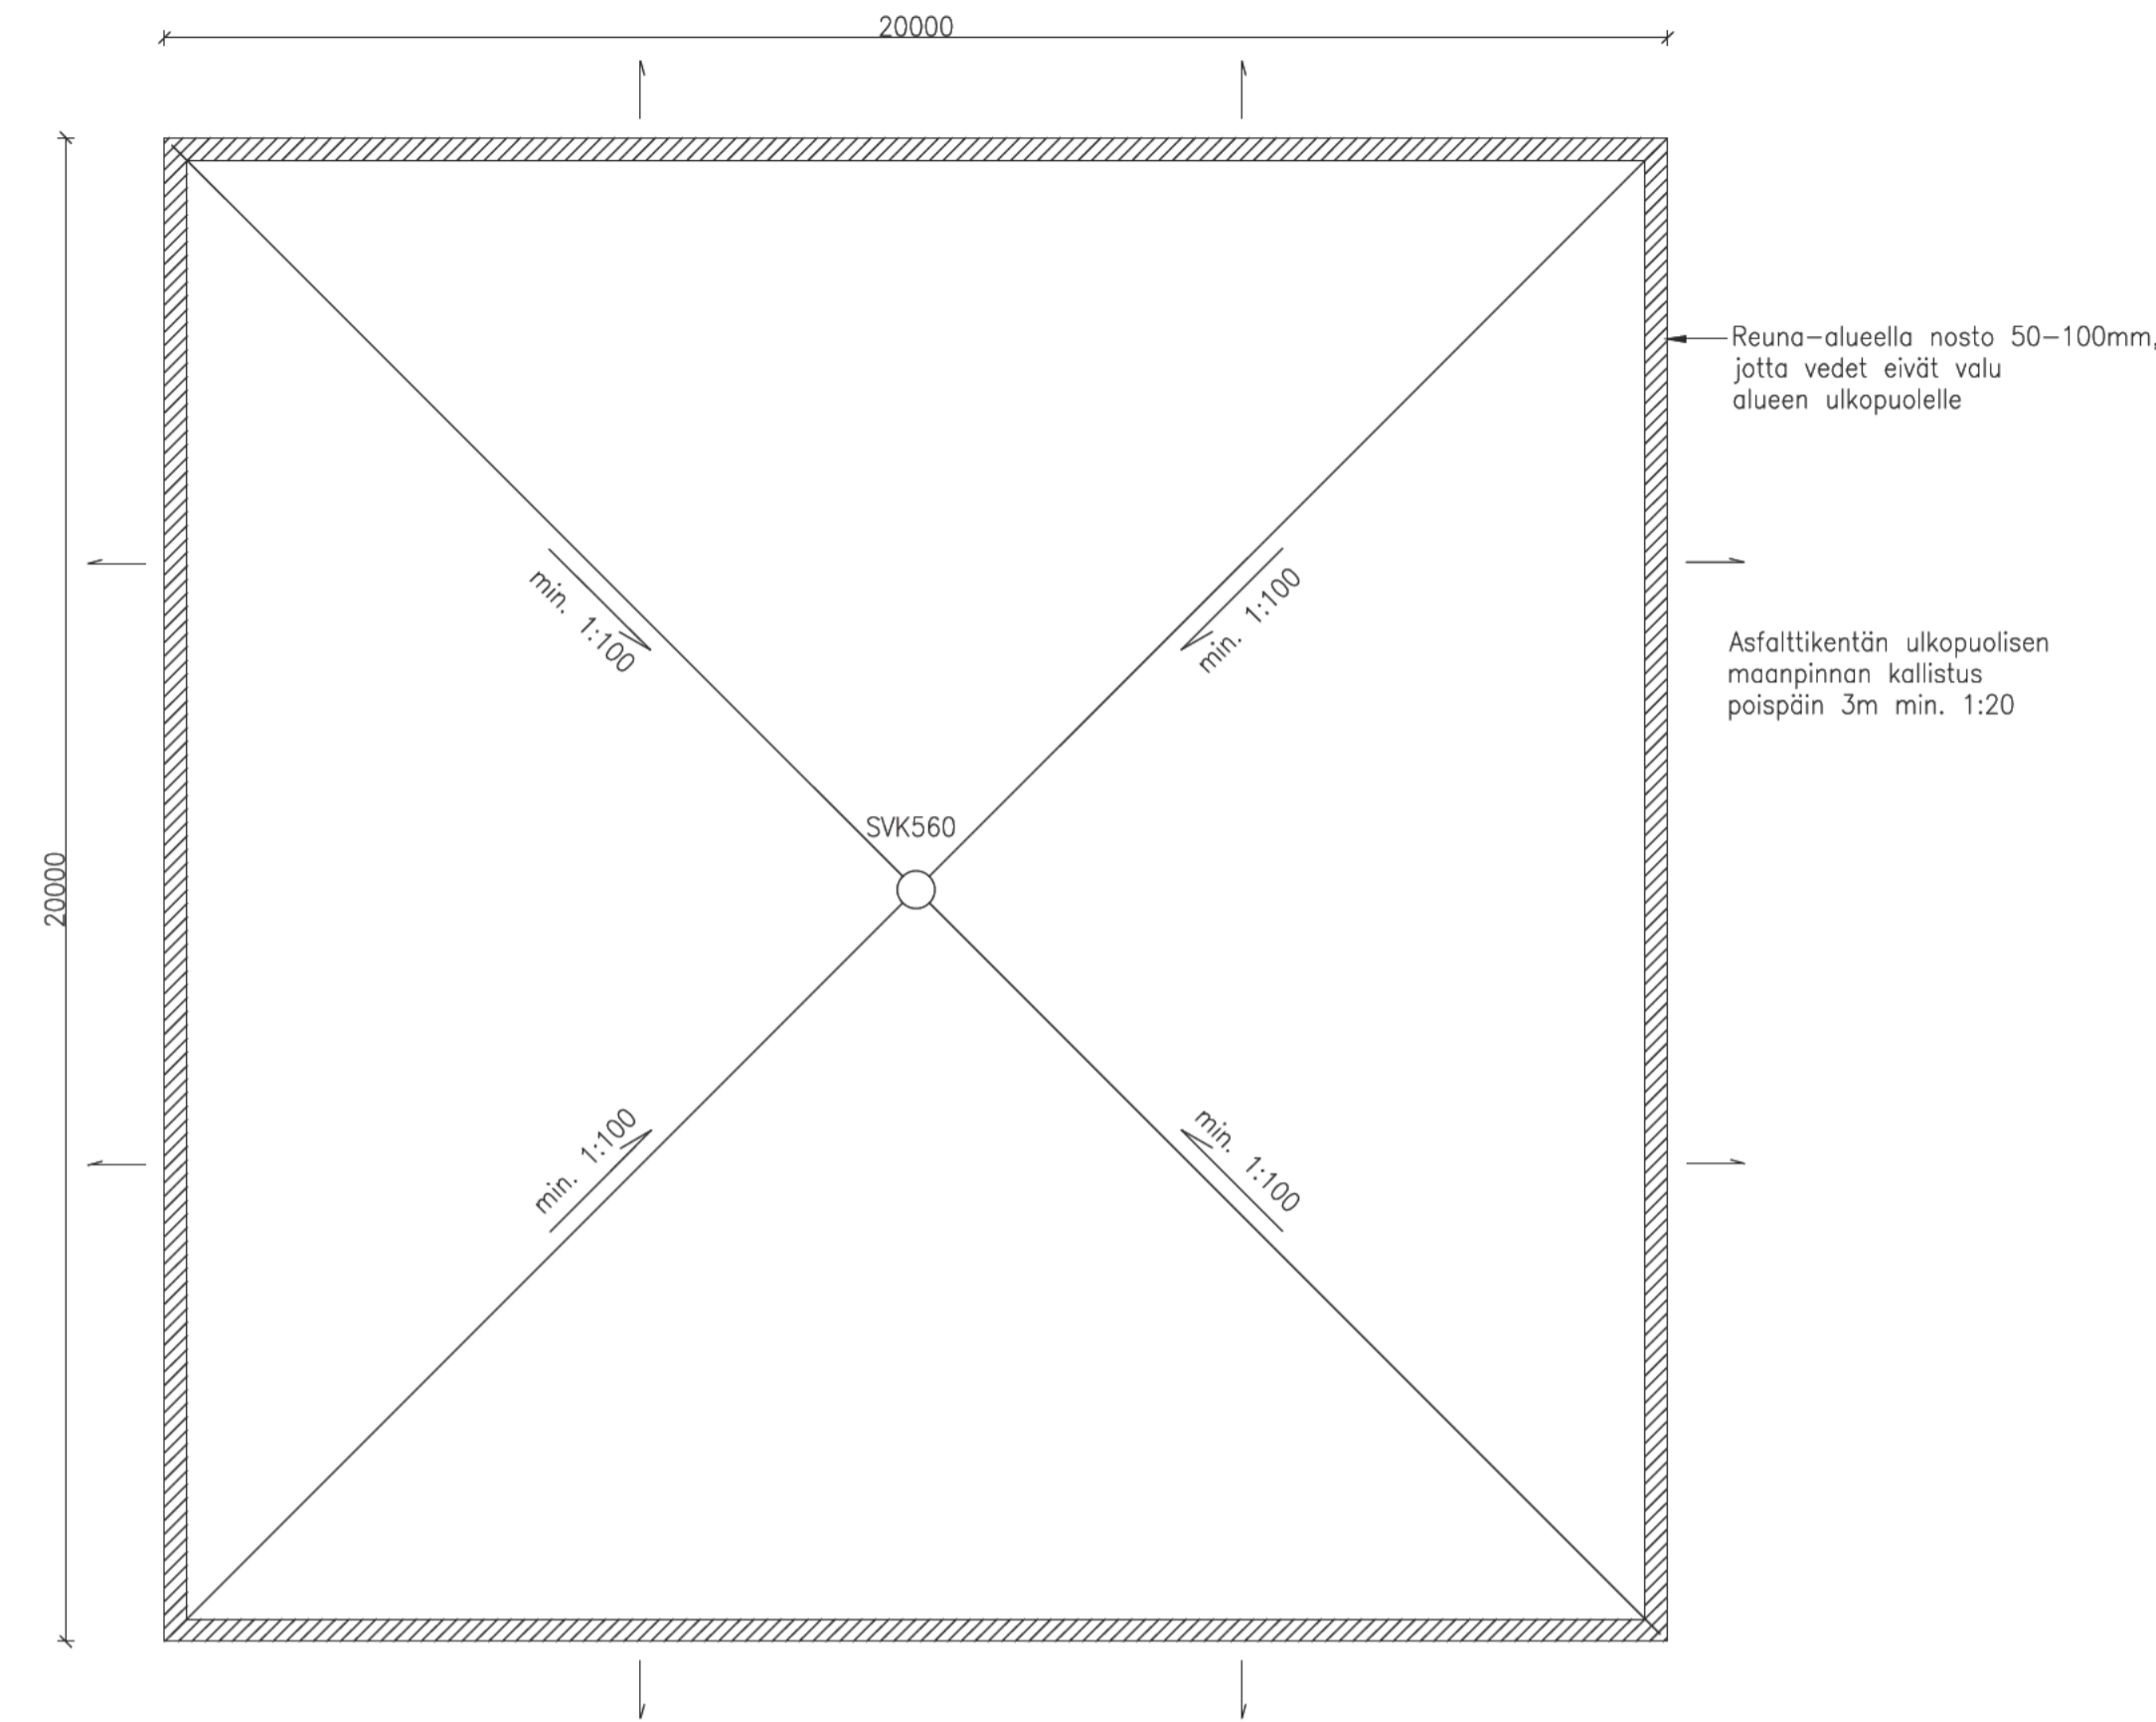 20000
Reuna-alueella nosto 50-100mm,
jotta vedet eivät valu
alueen ulkopuolelle
min. 1:100
min. 1:100
Asfalttikentän ulkopuolisen
maanpinnan kallistus
poispäin 3m min. 1:20
SVK560
20000
min. 1:100
min. 1:100